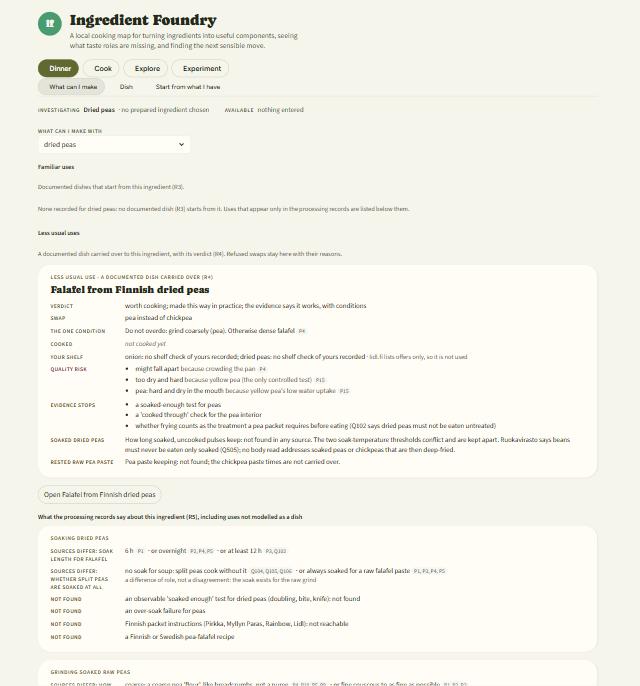 Ingredient Foundry
A local cooking map for turning ingredients into useful components, seeing
what taste roles are missing, and finding the next sensible move.
Dinner Cook Explore Experiment
What can I make Dish Start from what I have
INVESTIGATING Dried peas · no prepared ingredient chosen AVAILABLE nothing entered
WHAT CAN I MAKE WITH
dried peas
Familiar uses
Documented dishes that start from this ingredient (R3).
None recorded for dried peas: no documented dish (R3) starts from it. Uses that appear only in the processing records are listed below them.
Less usual uses
A documented dish carried over to this ingredient, with its verdict (R4). Refused swaps stay here with their reasons.
LESS USUAL USE · A DOCUMENTED DISH CARRIED OVER (R4)
Falafel from Finnish dried peas
VERDICT worth cooking; made this way in practice; the evidence says it works, with conditions
SWAP pea instead of chickpea
THE ONE CONDITION Do not overdo: grind coarsely (pea). Otherwise dense falafel P4
COOKED not cooked yet
YOUR SHELF onion: no shelf check of yours recorded; dried peas: no shelf check of yours recorded · lidl.fi lists offers only, so it is not used
QUALITY RISK • might fall apart because crowding the pan P4
• too dry and hard because yellow pea (the only controlled test) P15
• pea: hard and dry in the mouth because yellow pea's low water uptake P15
EVIDENCE STOPS • a soaked-enough test for peas
• a 'cooked through' check for the pea interior
• whether frying counts as the treatment a pea packet requires before eating (Q102 says dried peas must not be eaten untreated)
SOAKED DRIED PEAS How long soaked, uncooked pulses keep: not found in any source. The two soak-temperature thresholds conflict and are kept apart. Ruokavirasto says beans
must never be eaten only soaked (Q505); no body read addresses soaked peas or chickpeas that are then deep-fried.
RESTED RAW PEA PASTE Pea paste keeping: not found; the chickpea paste times are not carried over.
Open Falafel from Finnish dried peas
What the processing records say about this ingredient (R5), including uses not modelled as a dish
SOAKING DRIED PEAS
SOURCES DIFFER: SOAK 6 h P1 · or overnight P2, P4, P5 · or at least 12 h P3, Q103
LENGTH FOR FALAFEL
SOURCES DIFFER: no soak for soup: split peas cook without it Q104, Q105, Q106 · or always soaked for a raw falafel paste P1, P3, P4, P5
WHETHER SPLIT PEAS a difference of role, not a disagreement: the soak exists for the raw grind
ARE SOAKED AT ALL
NOT FOUND an observable 'soaked enough' test for dried peas (doubling, bite, knife): not found
NOT FOUND an over-soak failure for peas
NOT FOUND Finnish packet instructions (Pirkka, Myllyn Paras, Rainbow, Lidl): not reachable
NOT FOUND a Finnish or Swedish pea-falafel recipe
GRINDING SOAKED RAW PEAS